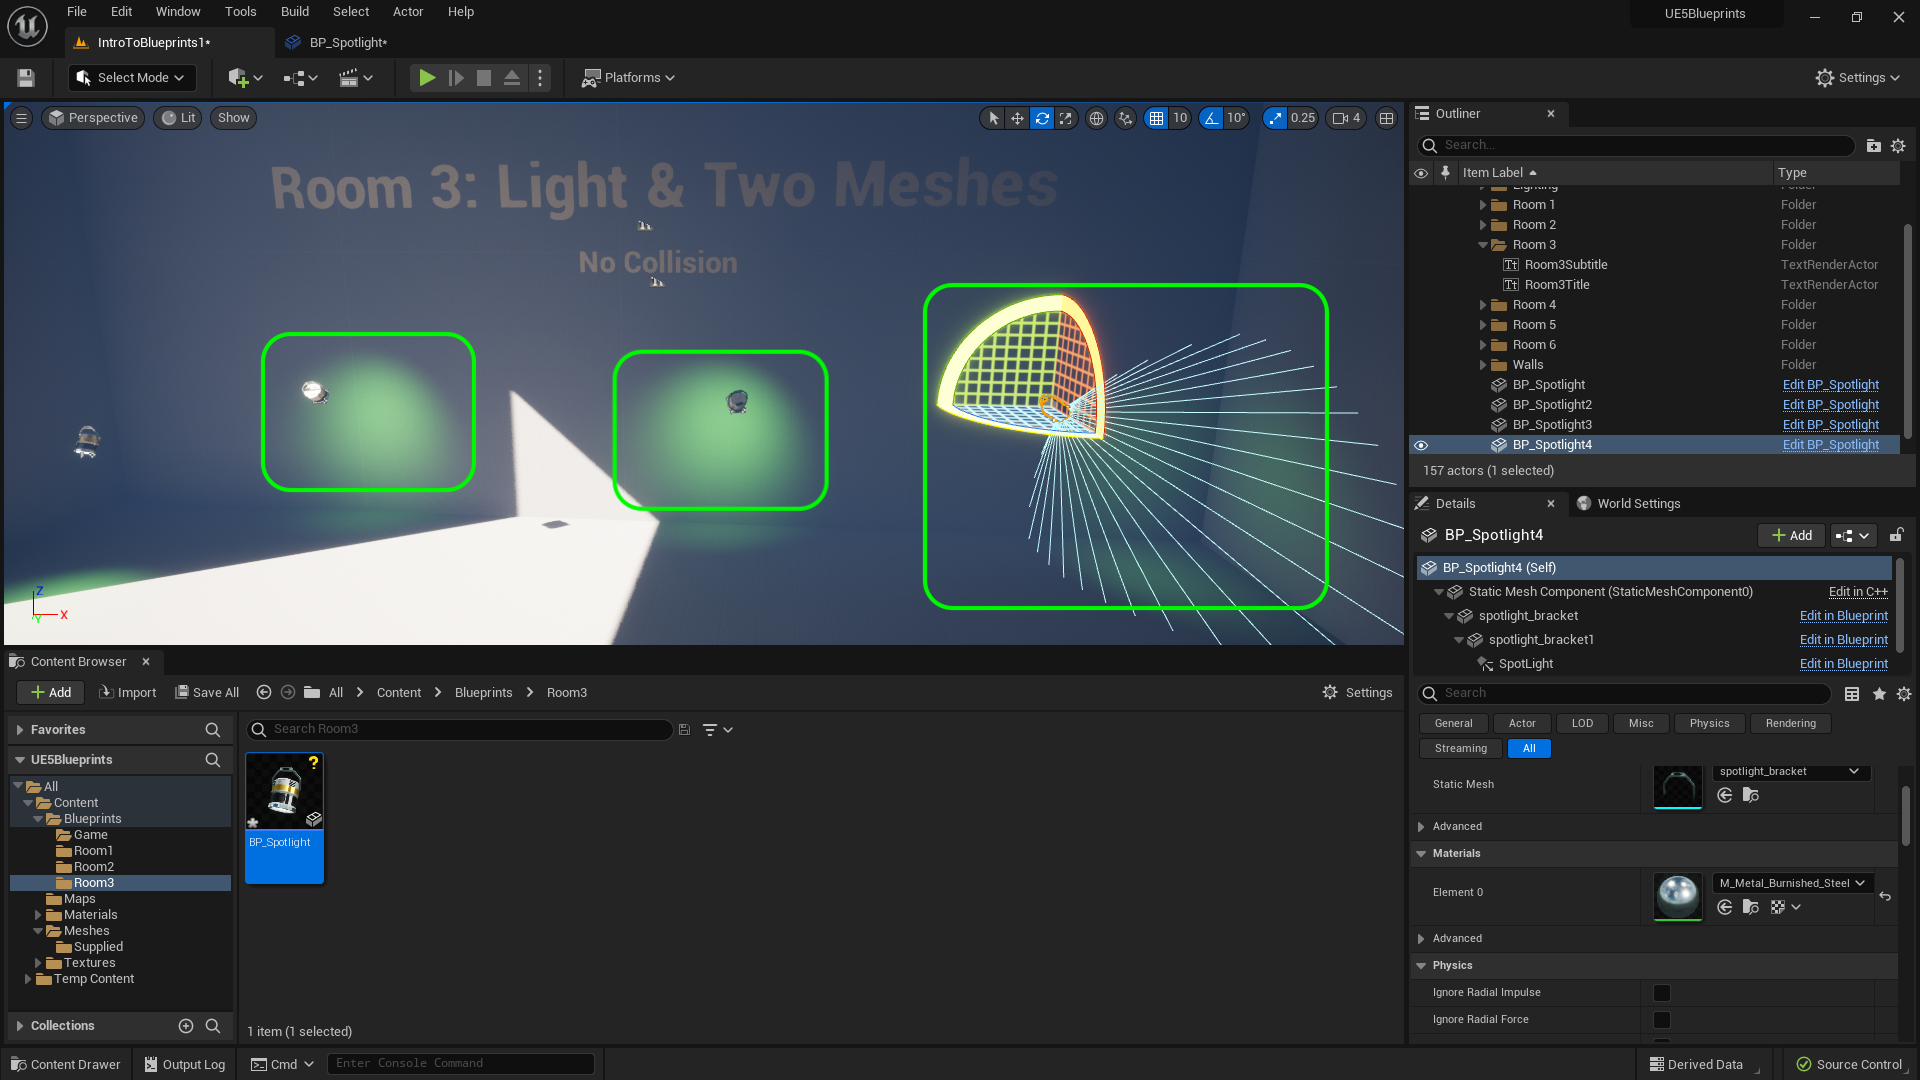 File Edit Window Tools Build Select Actor Help
UE5Blueprints
IntroToBlueprints1*
BP_Spotlight*
Select Mode
Platforms
Settings
Perspective
Lit
Show
10
10°
0.25
4
Room 3: Light & Two Meshes
No Collision
Z
X
Y
Outliner
Search...
Item Label
Type
Lighting Folder
Room 1 Folder
Room 2 Folder
Room 3 Folder
Tt Room3Subtitle TextRenderActor
Tt Room3Title TextRenderActor
Room 4 Folder
Room 5 Folder
Room 6 Folder
Walls Folder
BP_Spotlight Edit BP_Spotlight
BP_Spotlight2 Edit BP_Spotlight
BP_Spotlight3 Edit BP_Spotlight
BP_Spotlight4 Edit BP_Spotlight
157 actors (1 selected)
Details
World Settings
BP_Spotlight4
Add
BP_Spotlight4 (Self)
Static Mesh Component (StaticMeshComponent0) Edit in C++
spotlight_bracket Edit in Blueprint
spotlight_bracket1 Edit in Blueprint
SpotLight Edit in Blueprint
Search
General Actor LOD Misc Physics Rendering
Streaming All
Static Mesh
spotlight_bracket
Advanced
Materials
Element 0
M_Metal_Burnished_Steel
Advanced
Physics
Ignore Radial Impulse
Ignore Radial Force
Content Browser
Add
Import
Save All
All
Content
Blueprints
Room3
Settings
Favorites
UE5Blueprints
All
Content
Blueprints
Game
Room1
Room2
Room3
Maps
Materials
Meshes
Supplied
Textures
Temp Content
Collections
Search Room3
?
BP_Spotlight
1 item (1 selected)
Content Drawer
Output Log
Cmd
Enter Console Command
Derived Data
Source Control